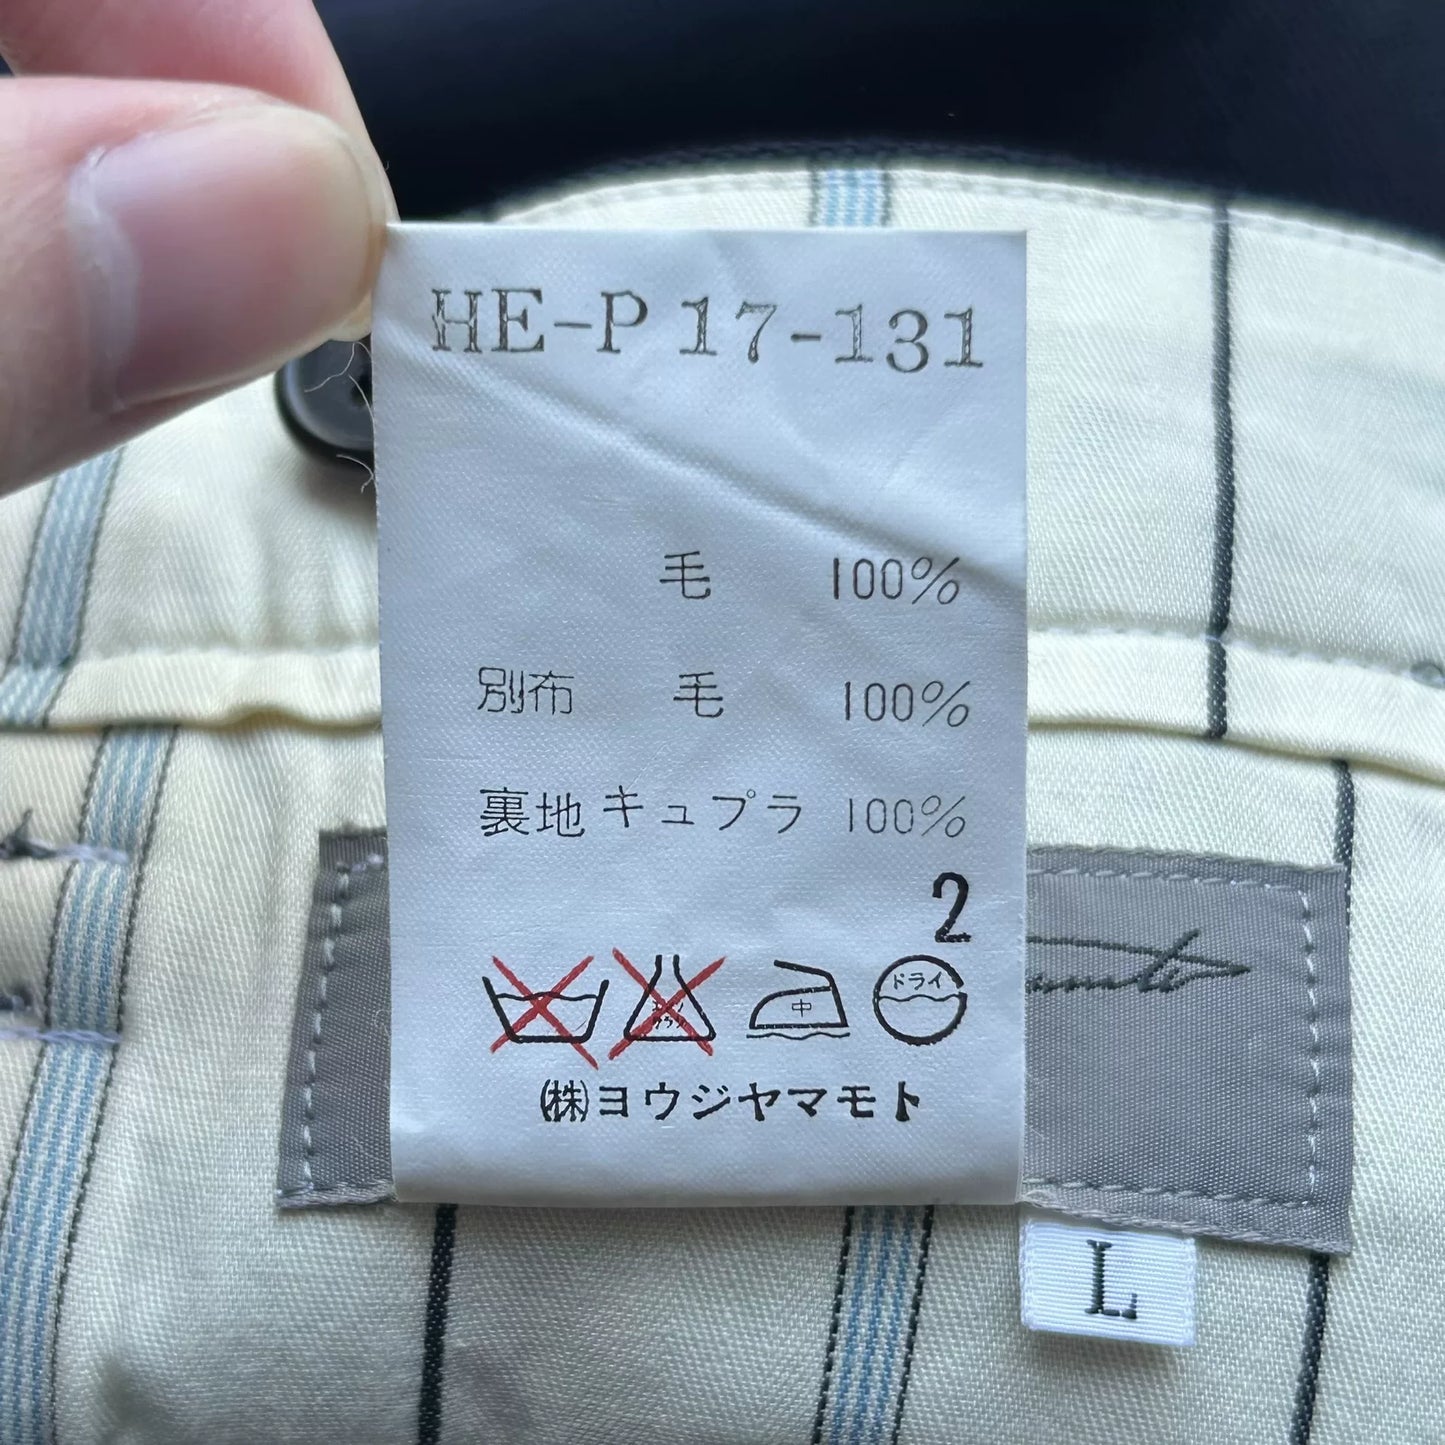 HE-P 17-131
毛 100%
別布 毛 100%
裏地 キュプラ 100%
2
中
ドライ
㈱ヨウジヤマモト
L